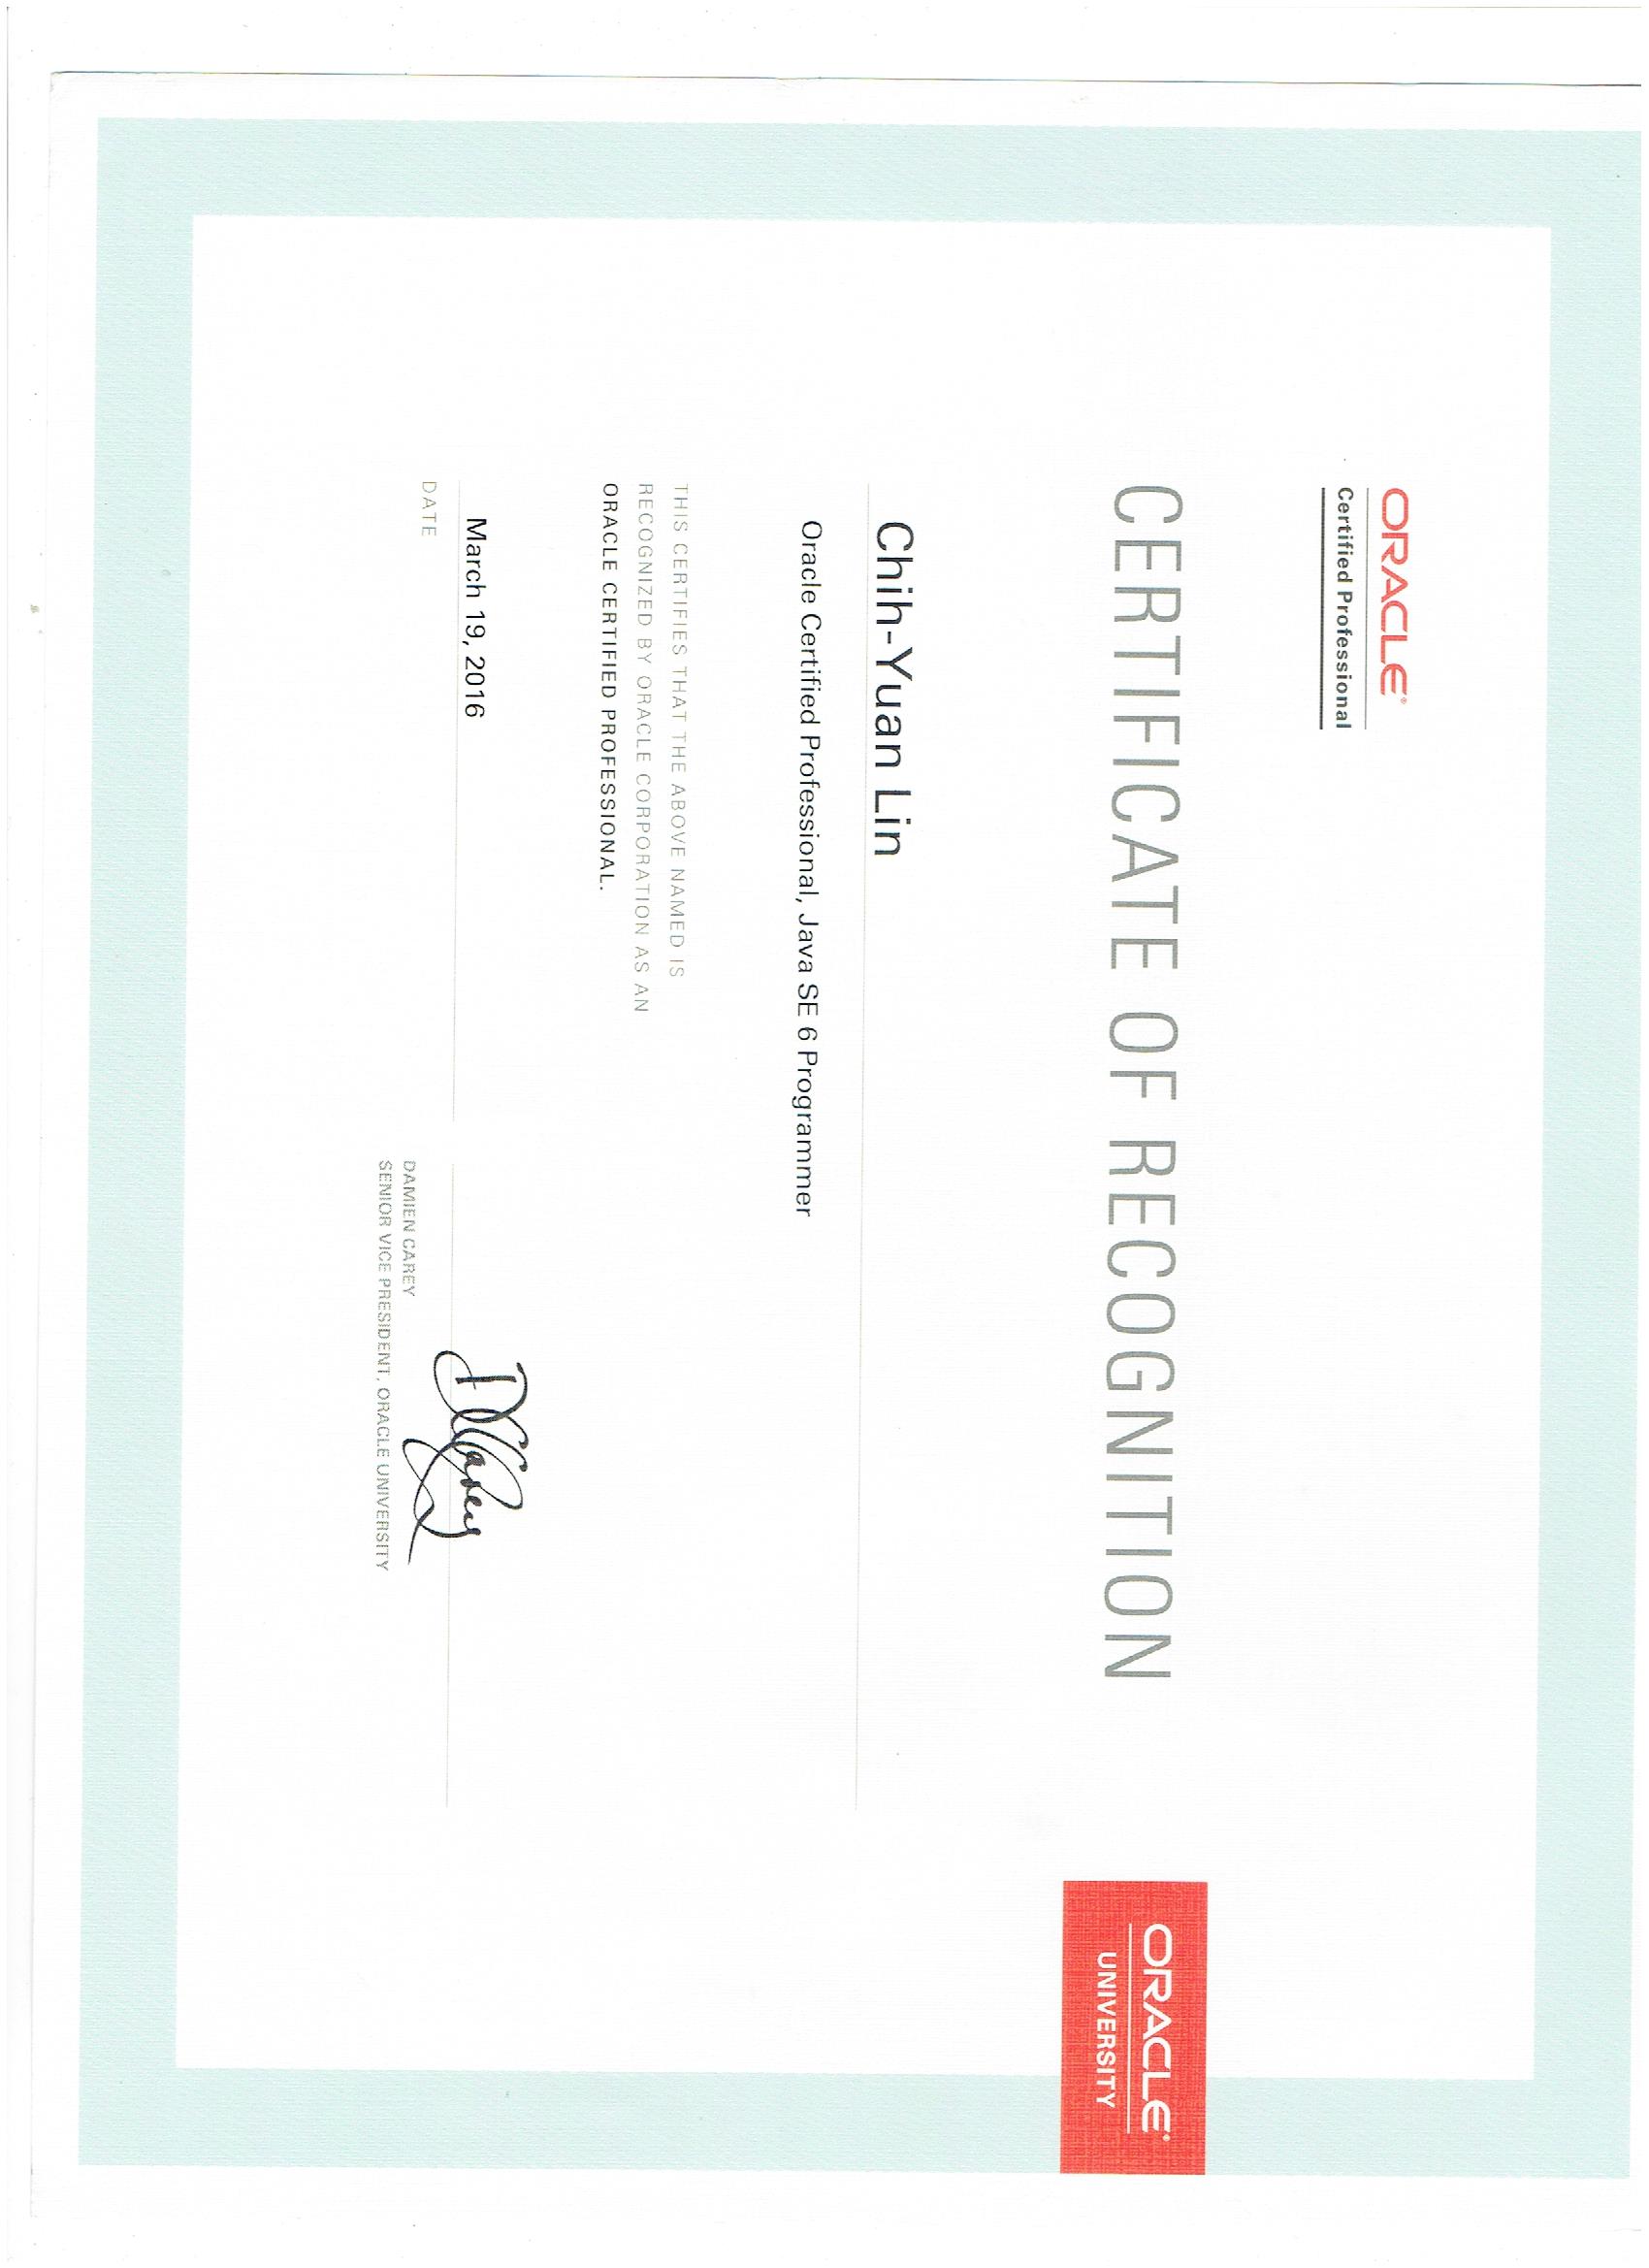 ORACLE®
Certified Professional
CERTIFICATE OF RECOGNITION
ORACLE®
UNIVERSITY
Chih-Yuan Lin
Oracle Certified Professional, Java SE 6 Programmer
THIS CERTIFIES THAT THE ABOVE NAMED IS
RECOGNIZED BY ORACLE CORPORATION AS AN
ORACLE CERTIFIED PROFESSIONAL.
March 19, 2016
DATE
DCarey
DAMIEN CAREY
SENIOR VICE PRESIDENT, ORACLE UNIVERSITY